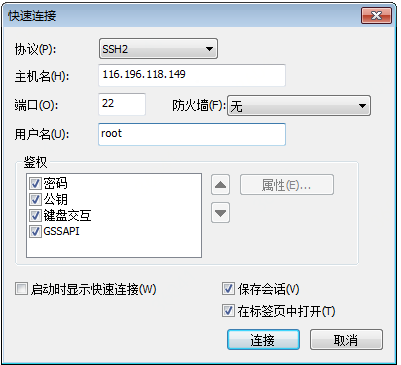 快速连接
协议(P): SSH2
主机名(H): 116.196.118.149
端口(O): 22 防火墙(F): 无
用户名(U): root
鉴权
密码 属性(E)...
公钥
键盘交互
GSSAPI
启动时显示快速连接(W) 保存会话(V)
在标签页中打开(T)
连接 取消